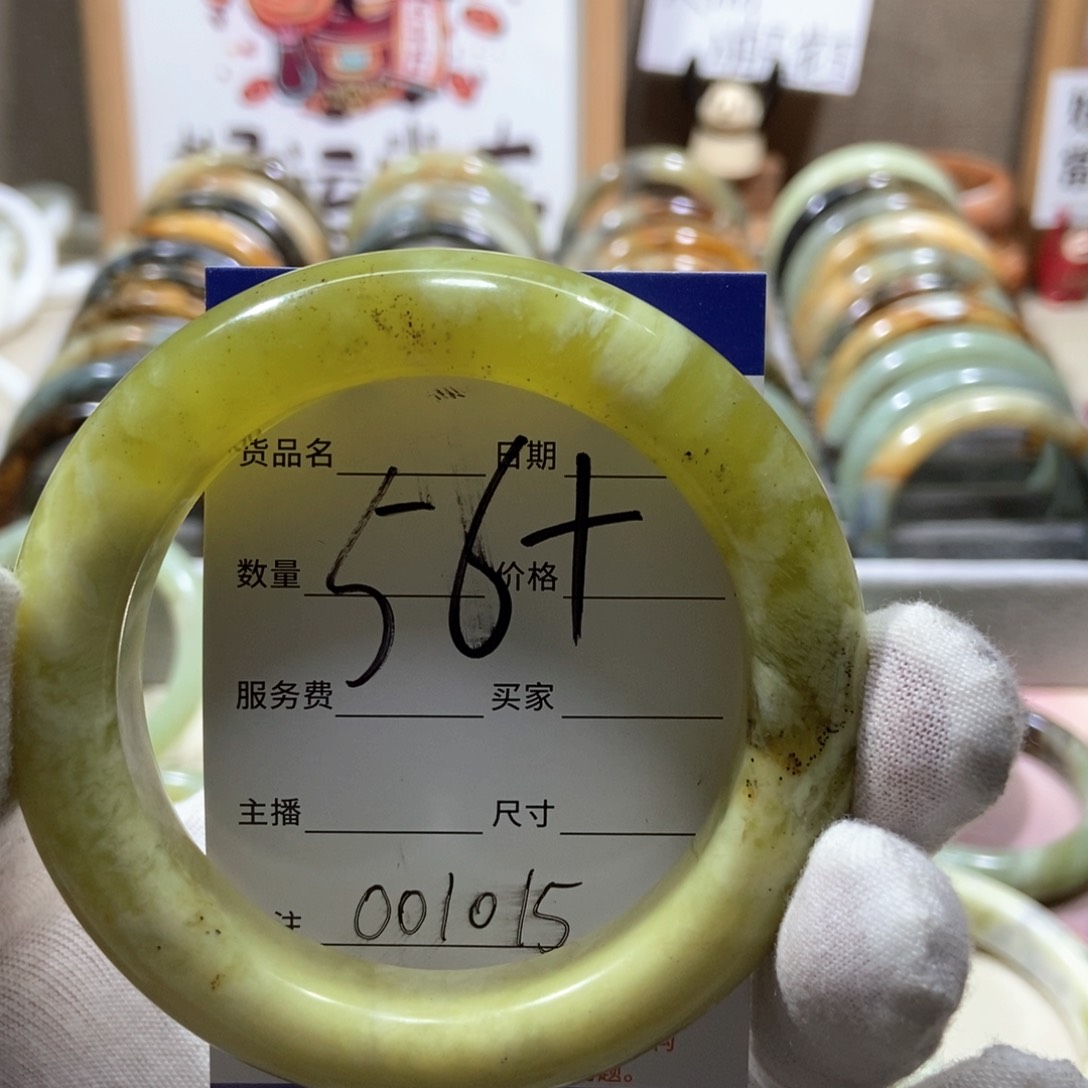 货品名 日期
56+
数量 价格
服务费 买家
主播 尺寸
注
001015